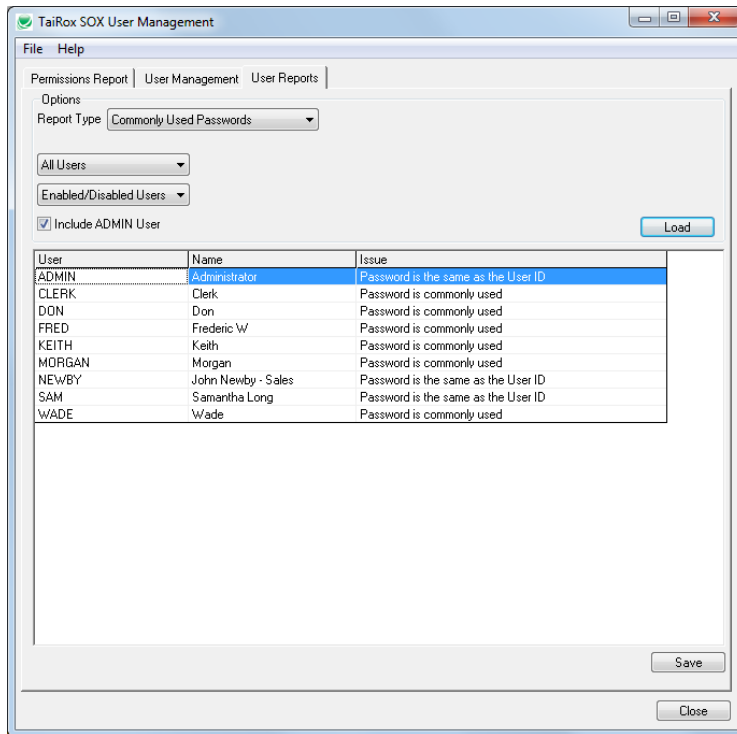 TaiRox SOX User Management
File Help
Permissions Report User Management User Reports
Options
Report Type Commonly Used Passwords
All Users
Enabled/Disabled Users
Include ADMIN User
Load
User Name Issue
ADMIN Administrator Password is the same as the User ID
CLERK Clerk Password is commonly used
DON Don Password is commonly used
FRED Frederic W Password is commonly used
KEITH Keith Password is commonly used
MORGAN Morgan Password is commonly used
NEWBY John Newby - Sales Password is the same as the User ID
SAM Samantha Long Password is the same as the User ID
WADE Wade Password is commonly used
Save
Close